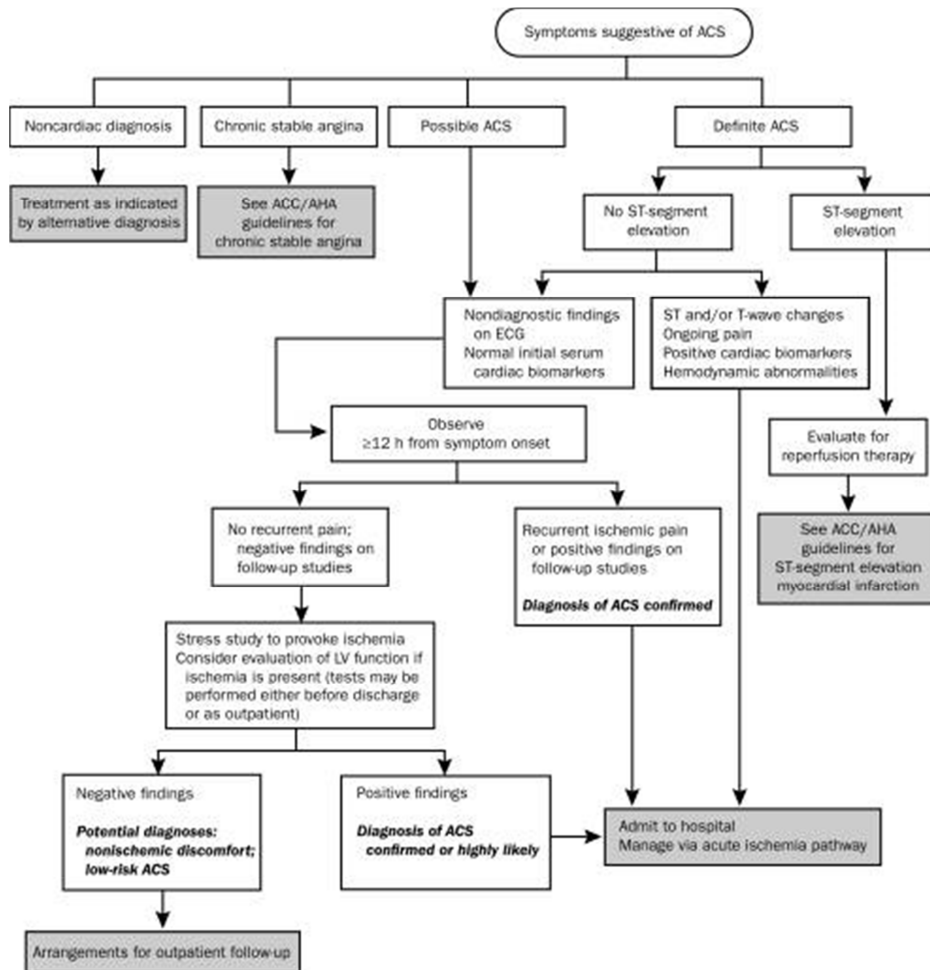 Symptoms suggestive of ACS
Noncardiac diagnosis
Chronic stable angina
Possible ACS
Definite ACS
Treatment as indicated
by alternative diagnosis
See ACC/AHA
guidelines for
chronic stable angina
No ST-segment
elevation
ST-segment
elevation
Nondiagnostic findings
on ECG
Normal initial serum
cardiac biomarkers
ST and/or T-wave changes
Ongoing pain
Positive cardiac biomarkers
Hemodynamic abnormalities
Observe
≥12 h from symptom onset
Evaluate for
reperfusion therapy
No recurrent pain;
negative findings on
follow-up studies
Recurrent ischemic pain
or positive findings on
follow-up studies
Diagnosis of ACS confirmed
See ACC/AHA
guidelines for
ST-segment elevation
myocardial infarction
Stress study to provoke ischemia
Consider evaluation of LV function if
ischemia is present (tests may be
performed either before discharge
or as outpatient)
Negative findings
Potential diagnoses:
nonischemic discomfort;
low-risk ACS
Positive findings
Diagnosis of ACS
confirmed or highly likely
Admit to hospital
Manage via acute ischemia pathway
Arrangements for outpatient follow-up